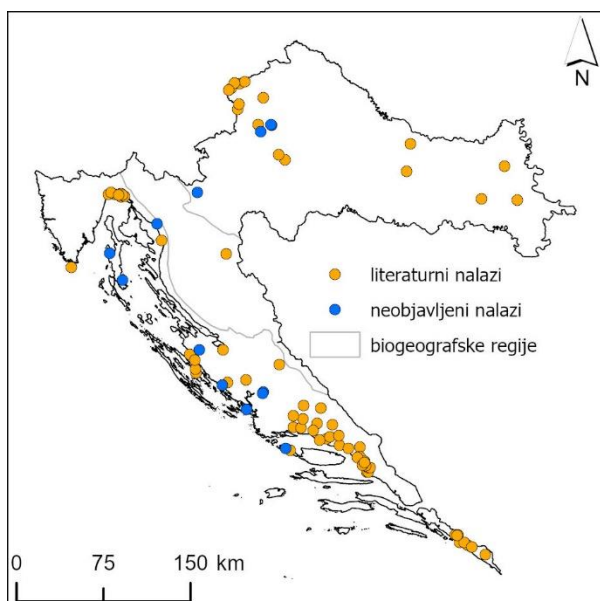 N
literaturni nalazi
neobjavljeni nalazi
biogeografske regije
0 75 150 km